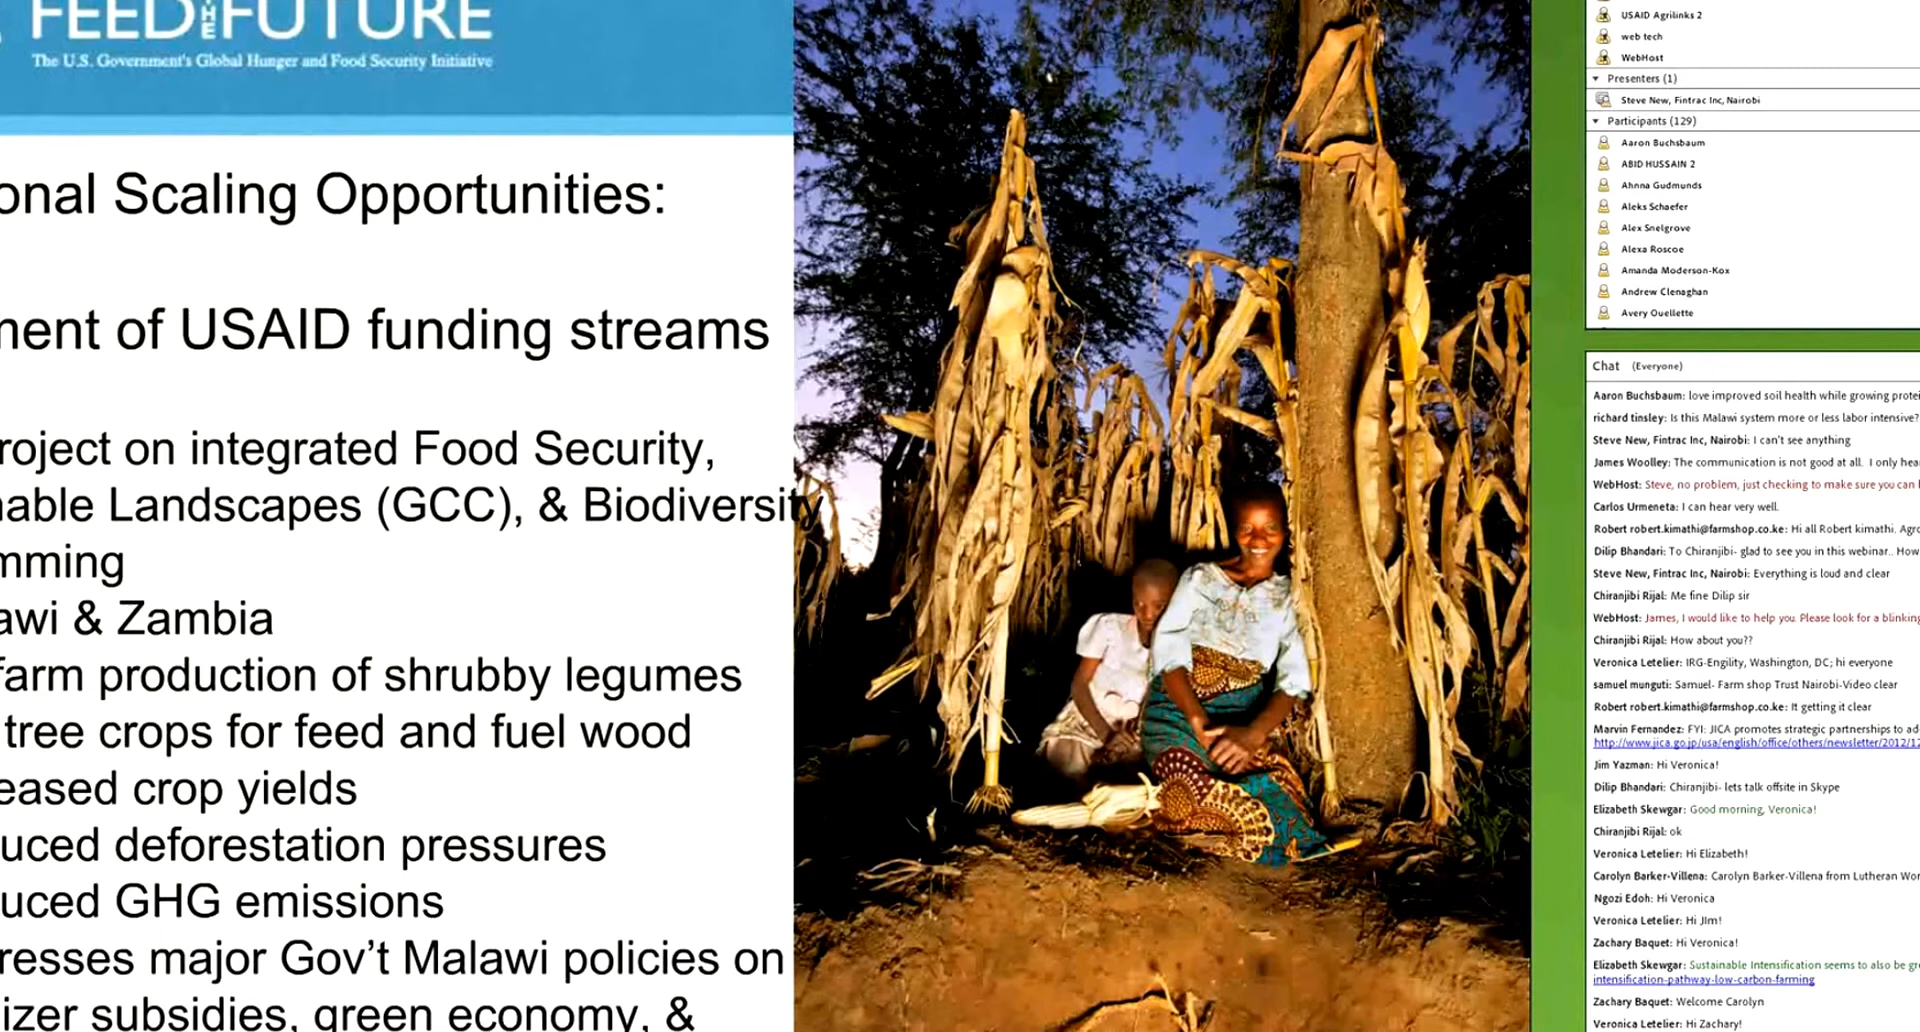 FEED THE FUTURE
The U.S. Government's Global Hunger and Food Security Initiative
onal Scaling Opportunities:
ment of USAID funding streams
roject on integrated Food Security,
nable Landscapes (GCC), & Biodiversity
mming
awi & Zambia
farm production of shrubby legumes
tree crops for feed and fuel wood
eased crop yields
uced deforestation pressures
uced GHG emissions
resses major Gov't Malawi policies on
izer subsidies, green economy, &
USAID Agrilinks 2
web tech
WebHost
Presenters (1)
Steve New, Fintrac Inc, Nairobi
Participants (129)
Aaron Buchsbaum
ABID HUSSAIN 2
Ahnna Gudmunds
Aleks Schaefer
Alex Snelgrove
Alexa Roscoe
Amanda Moderson-Kox
Andrew Clenaghan
Avery Ouellette
Chat (Everyone)
Aaron Buchsbaum: love improved soil health while growing protei
richard tinsley: Is this Malawi system more or less labor intensive?
Steve New, Fintrac Inc, Nairobi: I can't see anything
James Woolley: The communication is not good at all. I only hea
WebHost: Steve, no problem, just checking to make sure you can
Carlos Urmeneta: I can hear very well.
Robert robert.kimathi@farmshop.co.ke: Hi all Robert kimathi. Agro
Dilip Bhandari: To Chiranjibi- glad to see you in this webinar.. How
Steve New, Fintrac Inc, Nairobi: Everything is loud and clear
Chiranjibi Rijal: Me fine Dilip sir
WebHost: James, I would like to help you. Please look for a blinking
Chiranjibi Rijal: How about you??
Veronica Letelier: IRG-Engility, Washington, DC; hi everyone
samuel munguti: Samuel- Farm shop Trust Nairobi-Video clear
Robert robert.kimathi@farmshop.co.ke: It getting it clear
Marvin Fernandez: FYI: JICA promotes strategic partnerships to ad
http://www.jica.go.jp/usa/english/office/others/newsletter/2012/12
Jim Yazman: Hi Veronica!
Dilip Bhandari: Chiranjibi- lets talk offsite in Skype
Elizabeth Skewgar: Good morning, Veronica!
Chiranjibi Rijal: ok
Veronica Letelier: Hi Elizabeth!
Carolyn Barker-Villena: Carolyn Barker-Villena from Lutheran Wor
Ngozi Edoh: Hi Veronica
Veronica Letelier: Hi JIm!
Zachary Baquet: Hi Veronica!
Elizabeth Skewgar: Sustainable Intensification seems to also be gr
intensification-pathway-low-carbon-farming
Zachary Baquet: Welcome Carolyn
Veronica Letelier: Hi Zachary!